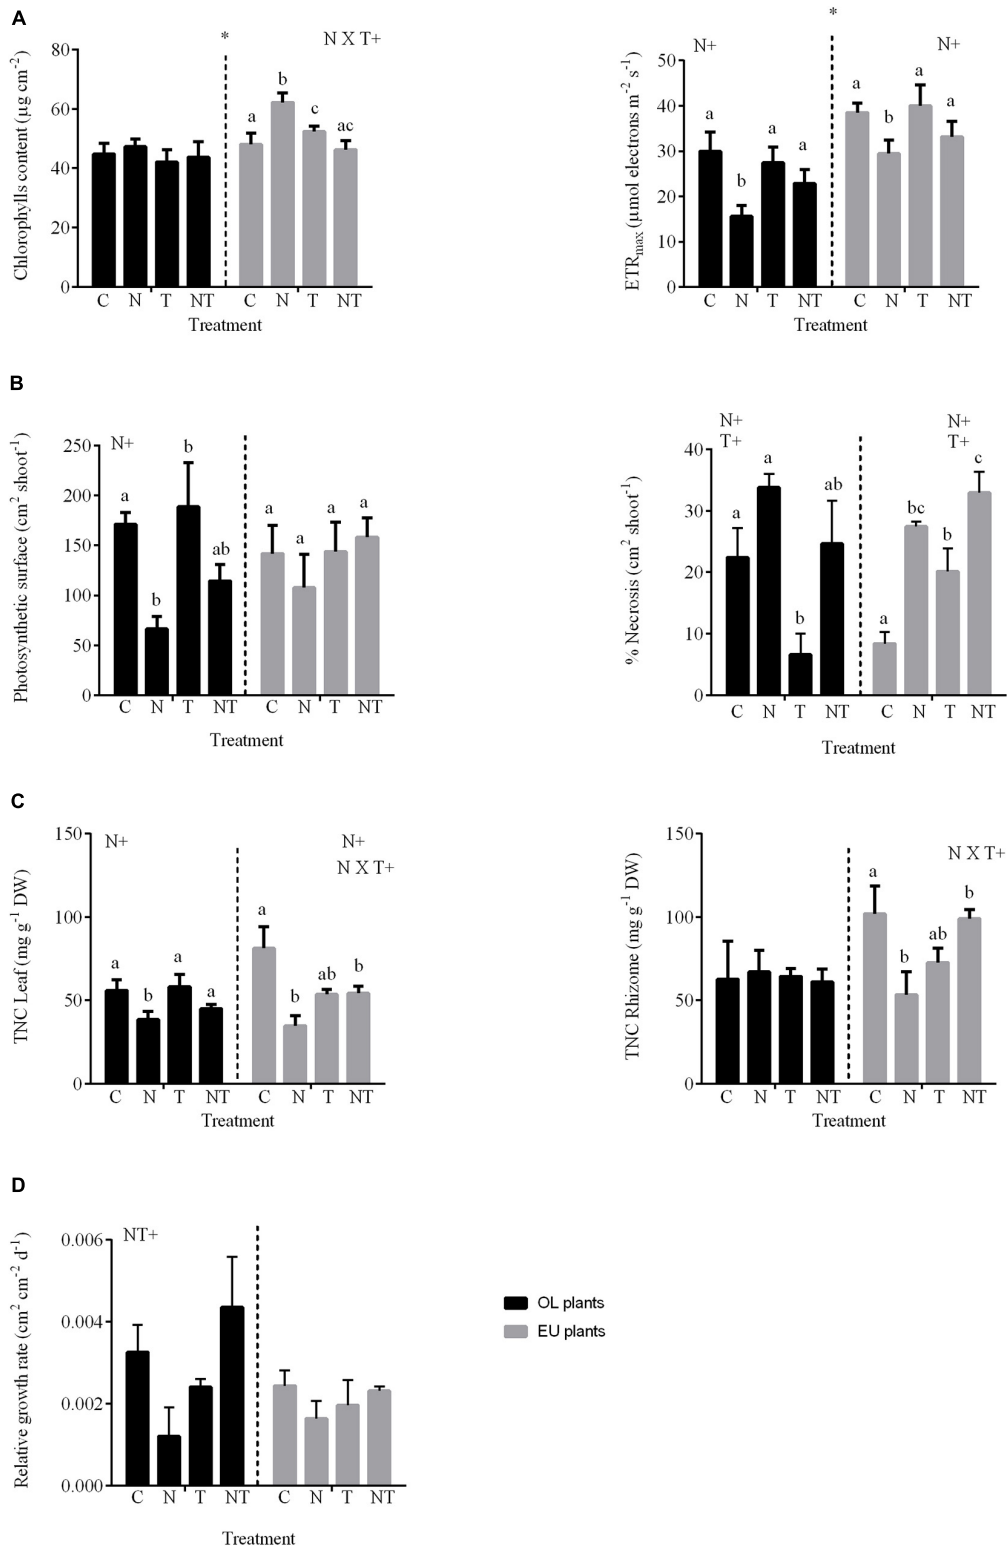 A
*
N X T+
Chlorophylls content (µg cm-2)
80
60
40
20
0
a
b
c
ac
C N T NT C N T NT
Treatment
*
N+
N+
ETRmax (µmol electrons m-2 s-1)
50
40
30
20
10
0
a
b
a
a
a
b
a
a
C N T NT C N T NT
Treatment
B
N+
Photosynthetic surface (cm2 shoot-1)
250
200
150
100
50
0
a
b
b
ab
a
a
a
a
C N T NT C N T NT
Treatment
N+
T+
N+
T+
% Necrosis (cm2 shoot-1)
40
30
20
10
0
a
a
b
ab
a
bc
b
c
C N T NT C N T NT
Treatment
C
N+
N+
N X T+
TNC Leaf (mg g-1 DW)
150
100
50
0
a
b
a
a
a
b
ab
b
C N T NT C N T NT
Treatment
N X T+
TNC Rhizome (mg g-1 DW)
150
100
50
0
a
b
ab
b
C N T NT C N T NT
Treatment
D
NT+
Relative growth rate (cm2 cm-2 d-1)
0.006
0.004
0.002
0.000
C N T NT C N T NT
Treatment
OL plants
EU plants